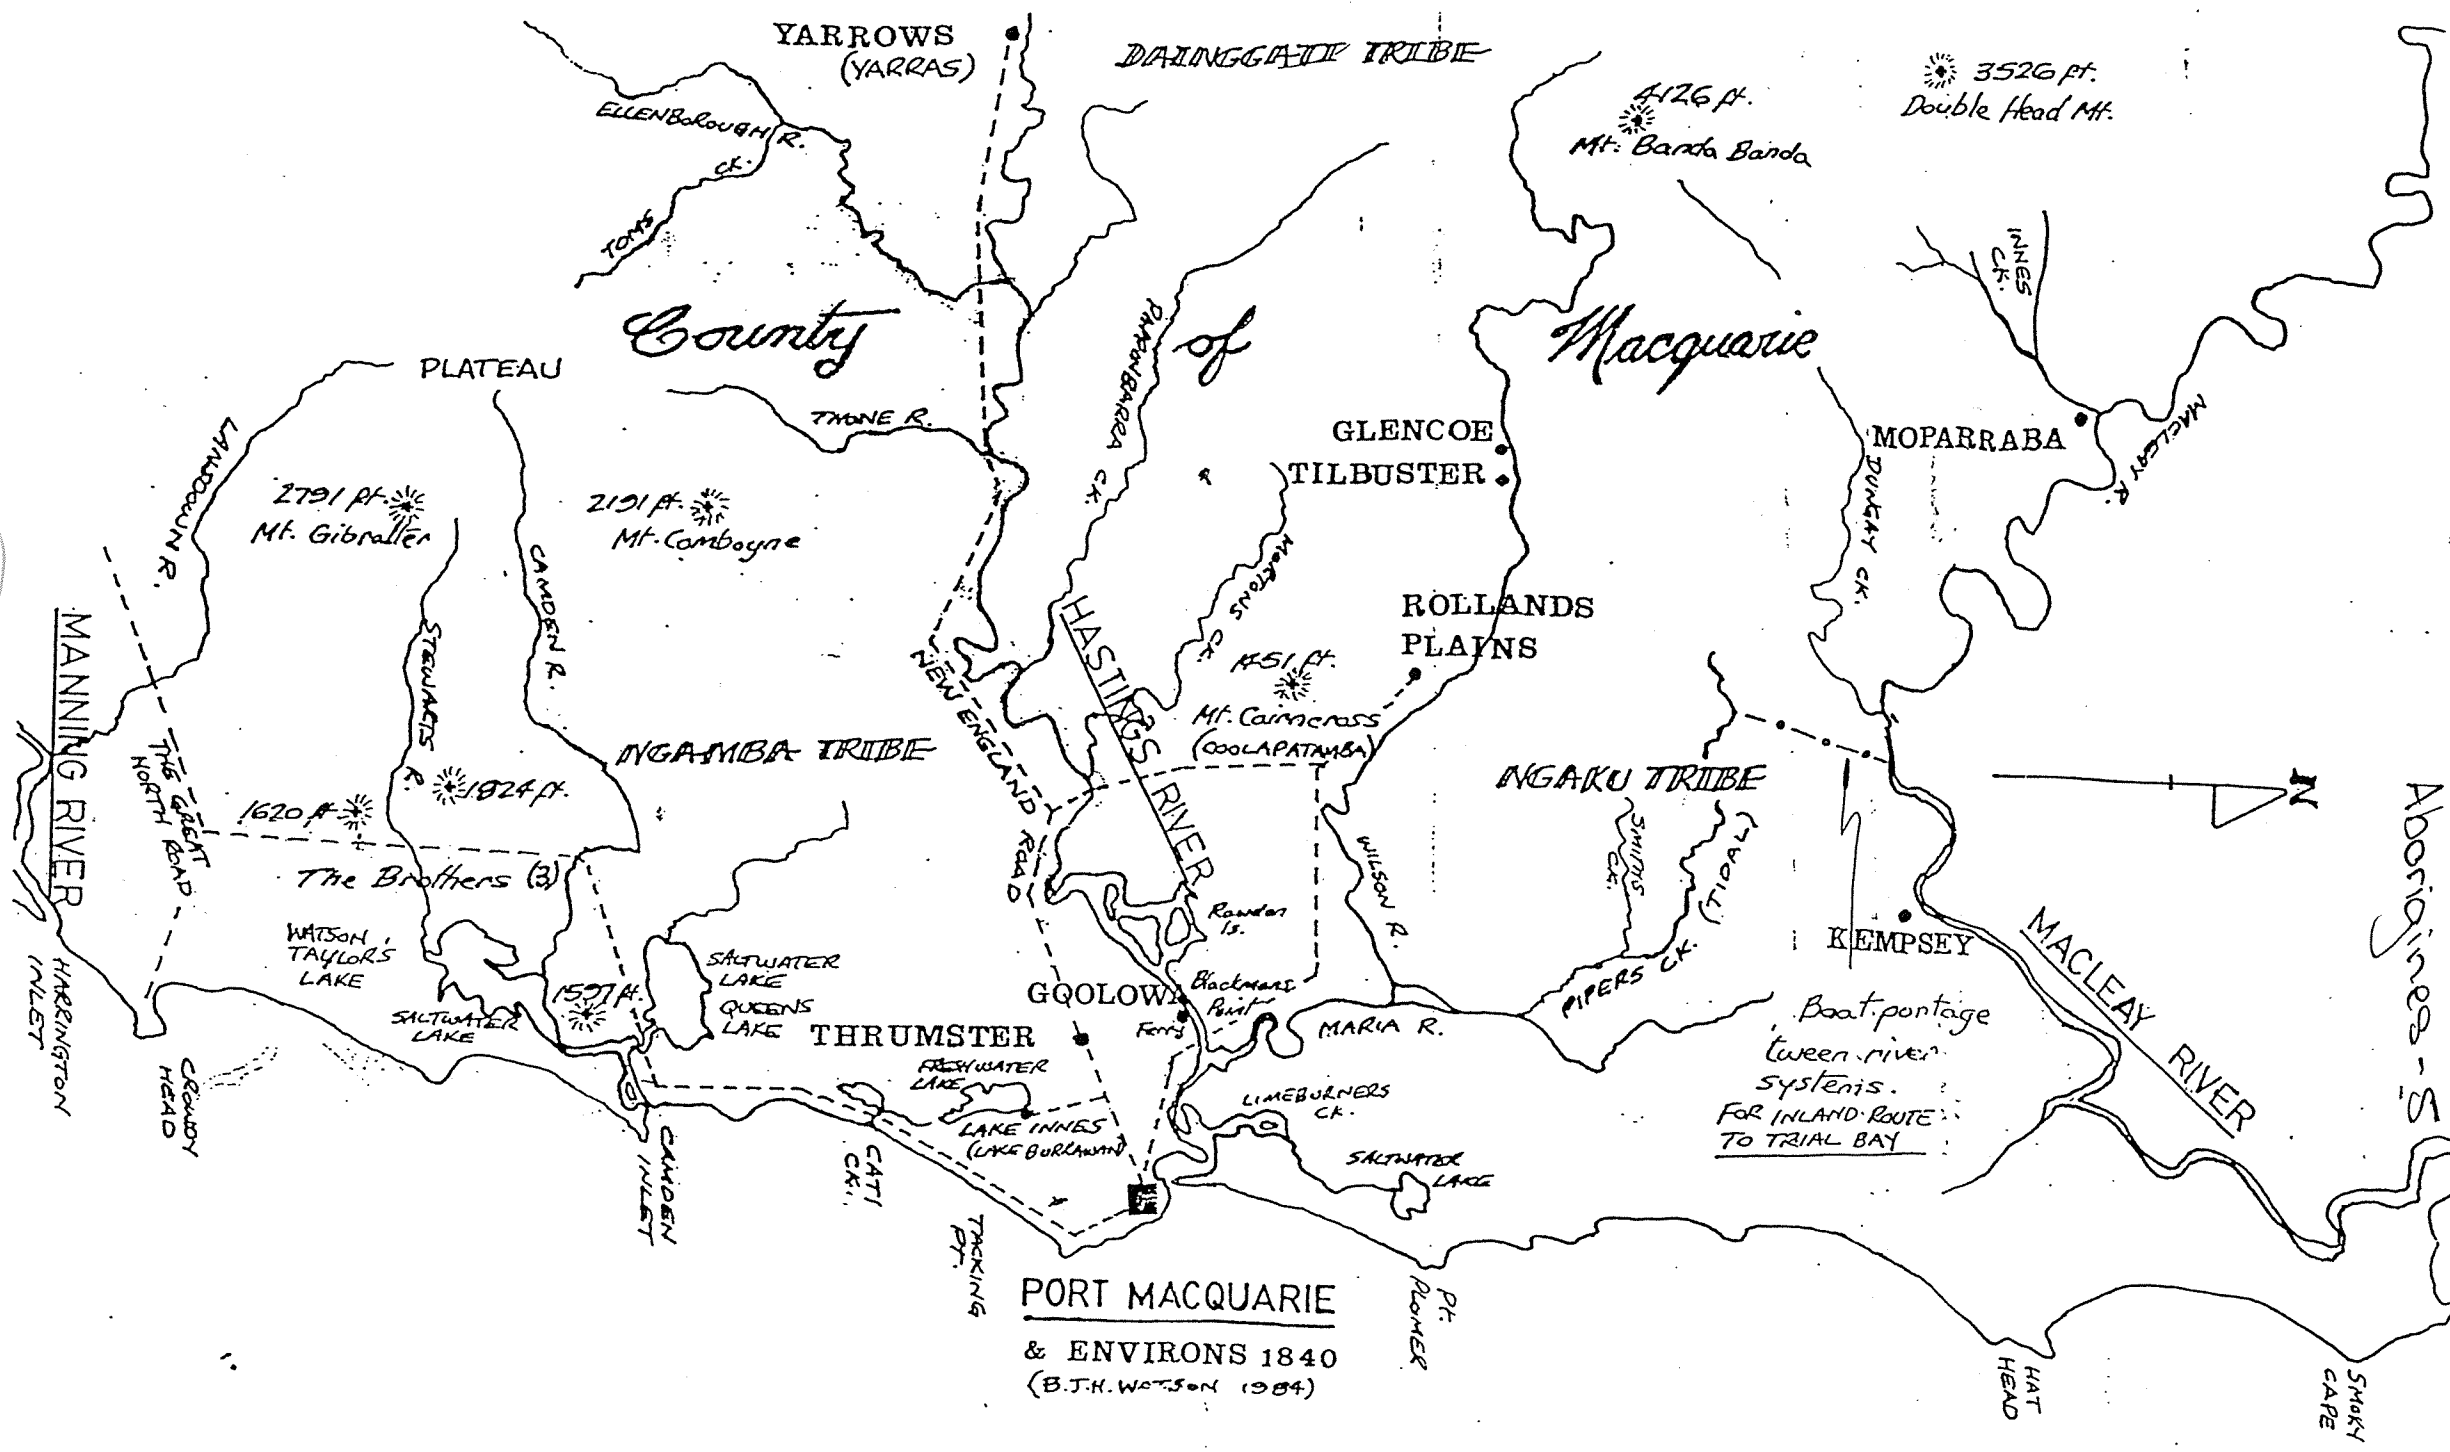 YARROWS
(YARRAS)
DAINGGATI TRIBE
4126 ft.
Mt. Banda Banda
3526 ft.
Double Head Mt.
ELLENBOROUGH R.
TOMS CK.
INNES
CK.
County of Macquarie
PLATEAU
THONE R.
PAPPINBARRA CK.
GLENCOE
TILBUSTER
MOPARRABA
MACLEAY R.
DUNGAY CK.
LANSDOWN R.
2791 ft.
Mt. Gibralter
2191 ft.
Mt. Comboyne
CAMDEN R.
STEWARTS R.
MORTONS CK.
ROLLANDS
PLAINS
1451 ft.
Mt. Cairncross
(COOLAPATAMBA)
HASTINGS RIVER
NEW ENGLAND ROAD
MANNING RIVER
THE GREAT
NORTH ROAD
NGAMBA TRIBE
NGAKU TRIBE
1620 ft.
1824 ft.
The Brothers (3)
WILSON R.
SMITHS
CK.
PIPERS CK.
N
Aborigines - S
KEMPSEY
MACLEAY RIVER
Rawdon
Is.
WATSON
TAYLORS
LAKE
SALTWATER
LAKE
QUEENS
LAKE
1597 ft.
SALTWATER
LAKE
HARRINGTON
INLET
CROWDY
HEAD
GOOLOWA
Blackmans
Point
Ferry
THRUMSTER
MARIA R.
FRESHWATER
LAKE
LAKE INNES
(LAKE BURRAWAN)
LIMEBURNERS
CK.
SALTWATER
LAKE
Boat portage
tween river
systems.
FOR INLAND ROUTE
TO TRIAL BAY
CAMDEN
INLET
CATI
CK.
TACKING
PT.
PORT MACQUARIE
& ENVIRONS 1840
(B.J.H. WATSON 1984)
Pt.
PLOMER
HAT
HEAD
SMOKY
CAPE